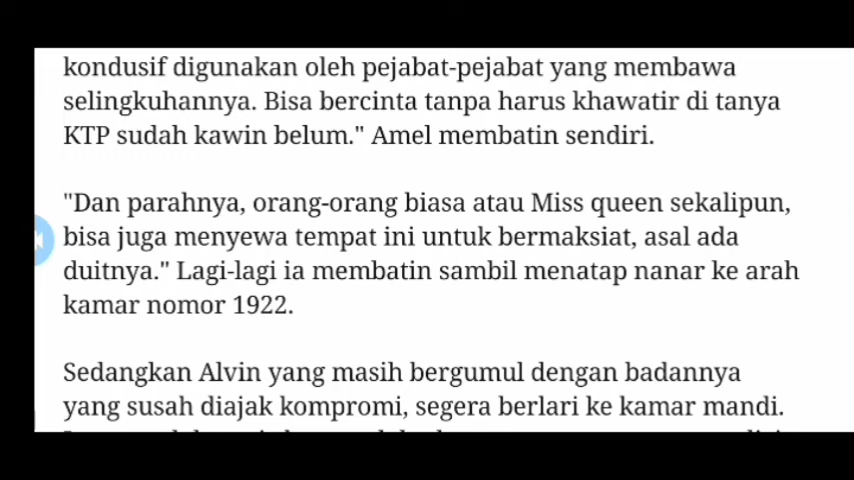 kondusif digunakan oleh pejabat-pejabat yang membawa
selingkuhannya. Bisa bercinta tanpa harus khawatir di tanya
KTP sudah kawin belum." Amel membatin sendiri.
"Dan parahnya, orang-orang biasa atau Miss queen sekalipun,
bisa juga menyewa tempat ini untuk bermaksiat, asal ada
duitnya." Lagi-lagi ia membatin sambil menatap nanar ke arah
kamar nomor 1922.
Sedangkan Alvin yang masih bergumul dengan badannya
yang susah diajak kompromi, segera berlari ke kamar mandi.